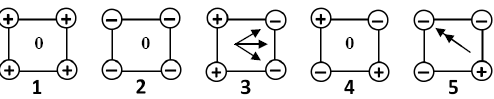 + + − − + − + − − −
0 0 0
+ + − − + − − + − +
1 2 3 4 5